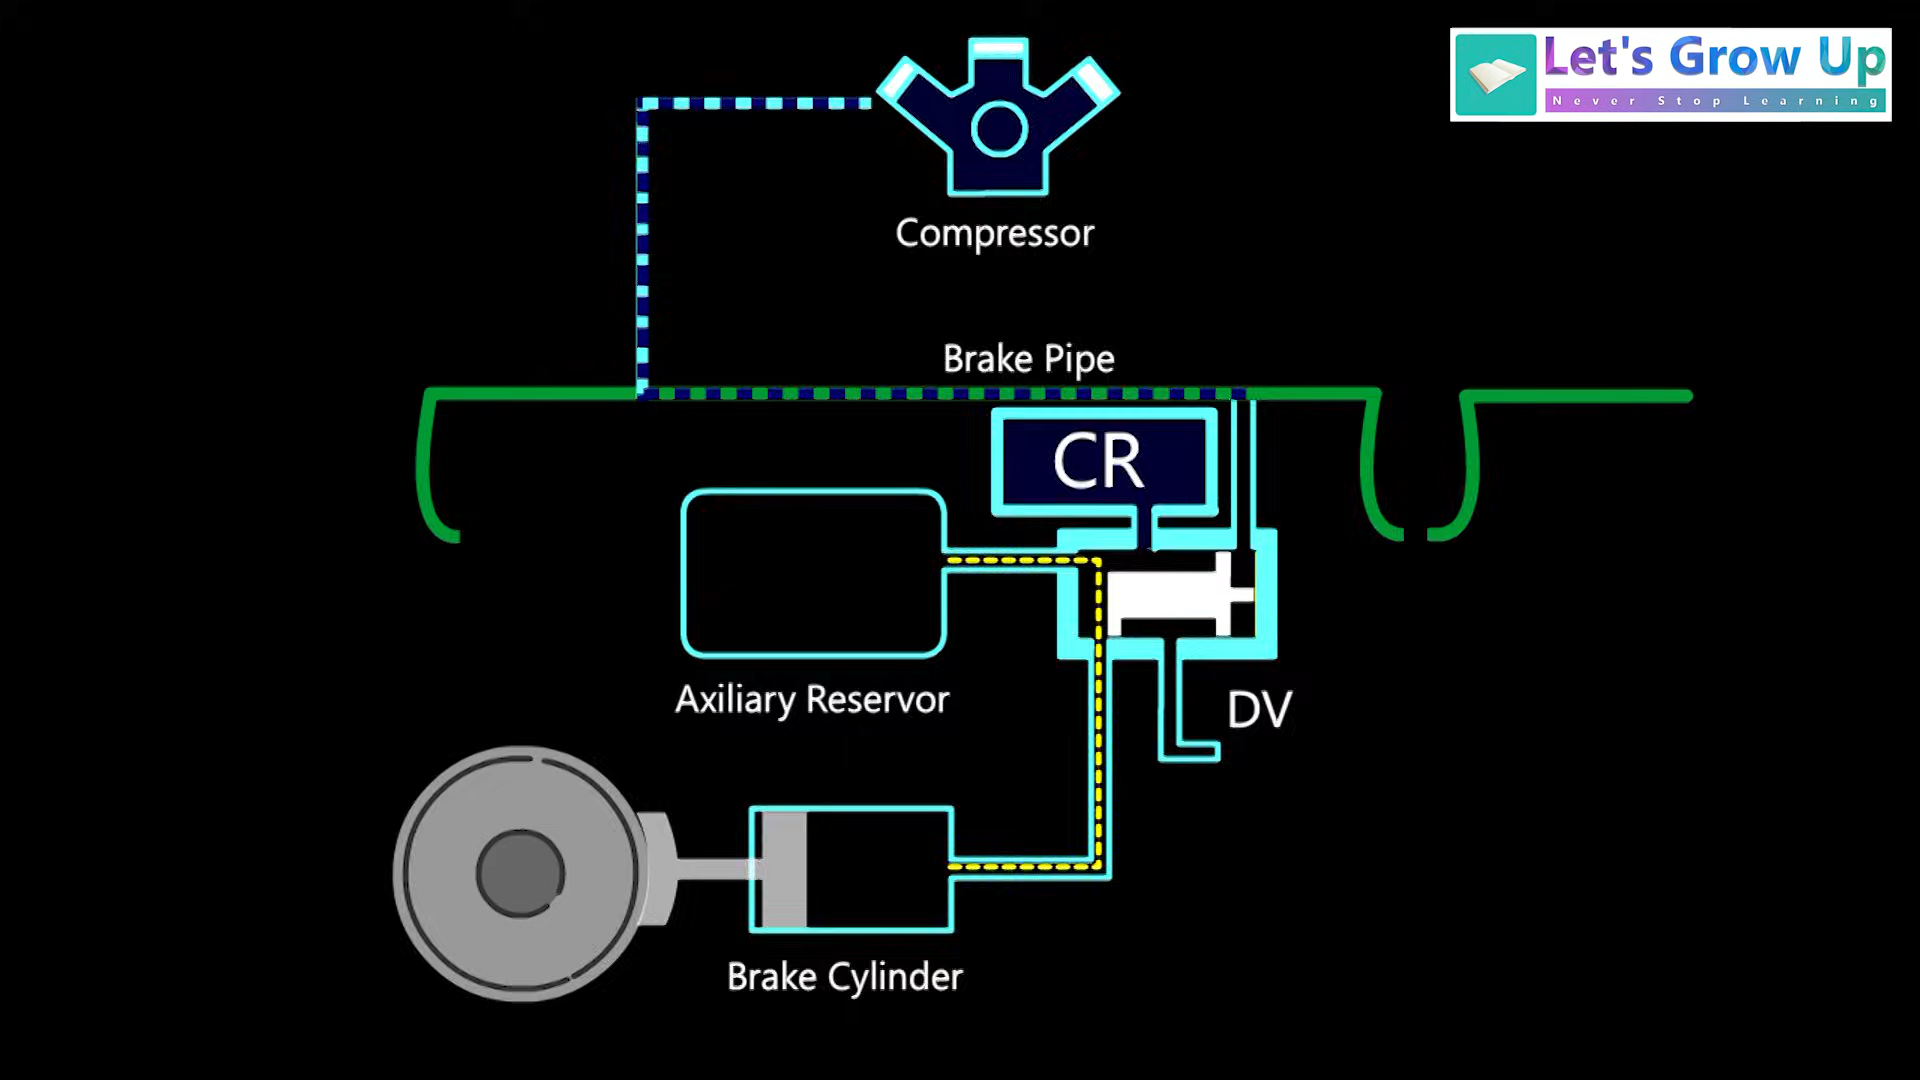 Let's Grow Up
Never Stop Learning
Compressor
Brake Pipe
CR
Axiliary Reservor
DV
Brake Cylinder